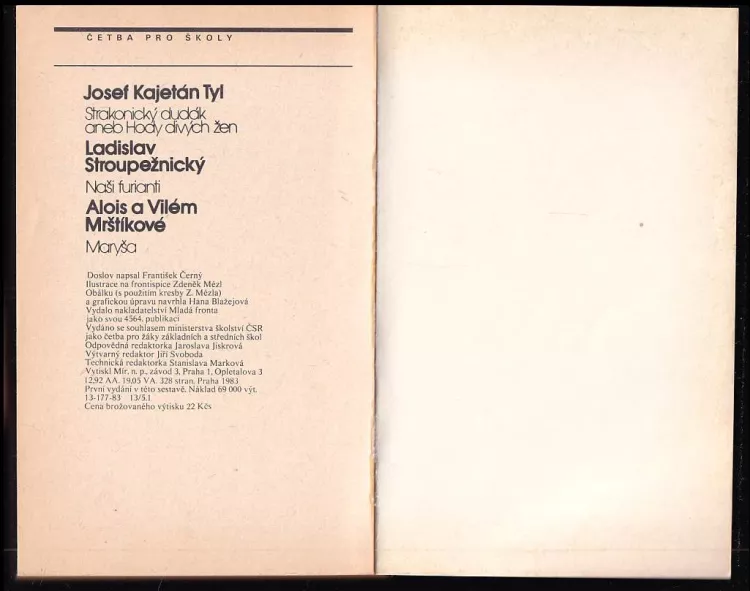 ČETBA PRO ŠKOLY
Josef Kajetán Tyl
Strakonický dudák
aneb Hody divých žen
Ladislav
Stroupežnický
Naši furianti
Alois a Vilém
Mrštíkové
Maryša
Doslov napsal František Černý
Ilustrace na frontispice Zdeněk Mézl
Obálku (s použitím kresby Z. Mézla)
a grafickou úpravu navrhla Hana Blažejová
Vydalo nakladatelství Mladá fronta
jako svou 4564. publikaci
Vydáno se souhlasem ministerstva školství ČSR
jako četba pro žáky základních a středních škol
Odpovědná redaktorka Jaroslava Jiskrová
Výtvarný redaktor Jiří Svoboda
Technická redaktorka Stanislava Marková
Vytiskl Mír, n. p., závod 3, Praha 1, Opletalova 3
12,92 AA. 19,05 VA. 328 stran. Praha 1983
První vydání v této sestavě. Náklad 69 000 výt.
13-177-83 13/5.1
Cena brožovaného výtisku 22 Kčs